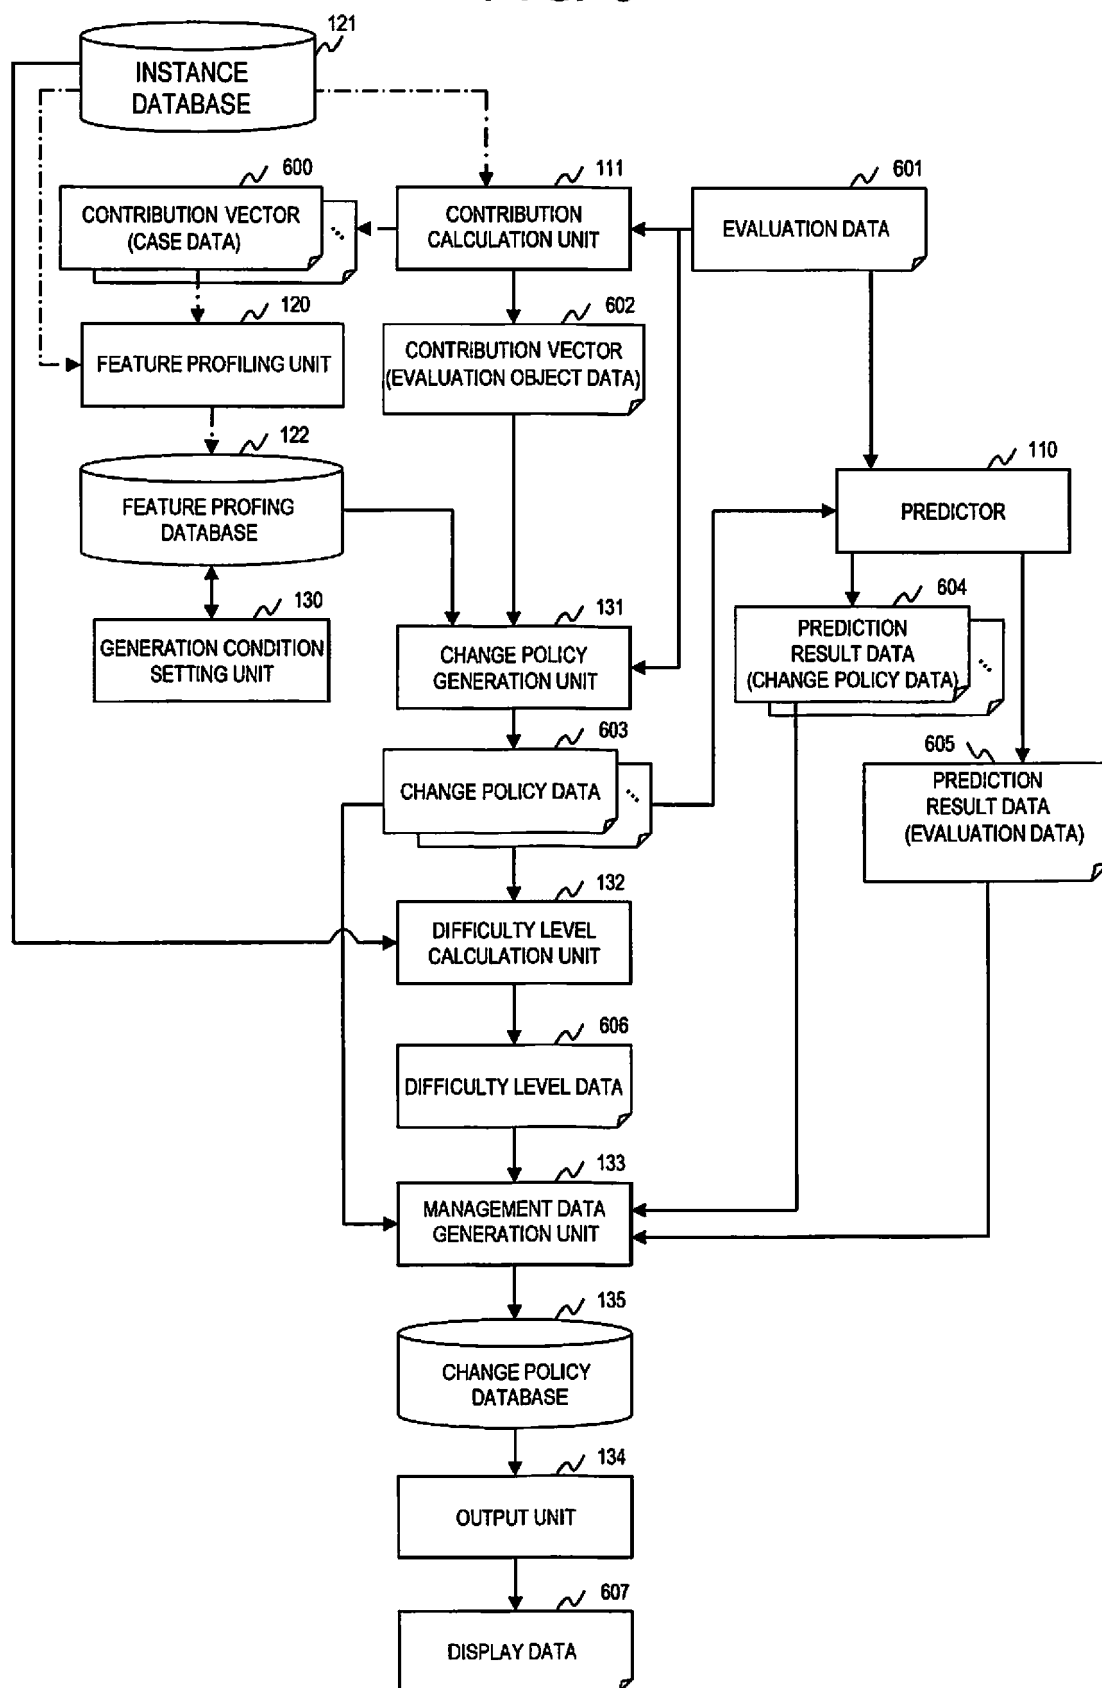 121
INSTANCE
DATABASE
600
CONTRIBUTION VECTOR
(CASE DATA)
111
CONTRIBUTION
CALCULATION UNIT
601
EVALUATION DATA
120
FEATURE PROFILING UNIT
602
CONTRIBUTION VECTOR
(EVALUATION OBJECT DATA)
122
FEATURE PROFING
DATABASE
110
PREDICTOR
130
GENERATION CONDITION
SETTING UNIT
131
CHANGE POLICY
GENERATION UNIT
604
PREDICTION
RESULT DATA
(CHANGE POLICY DATA)
603
CHANGE POLICY DATA
605
PREDICTION
RESULT DATA
(EVALUATION DATA)
132
DIFFICULTY LEVEL
CALCULATION UNIT
606
DIFFICULTY LEVEL DATA
133
MANAGEMENT DATA
GENERATION UNIT
135
CHANGE POLICY
DATABASE
134
OUTPUT UNIT
607
DISPLAY DATA